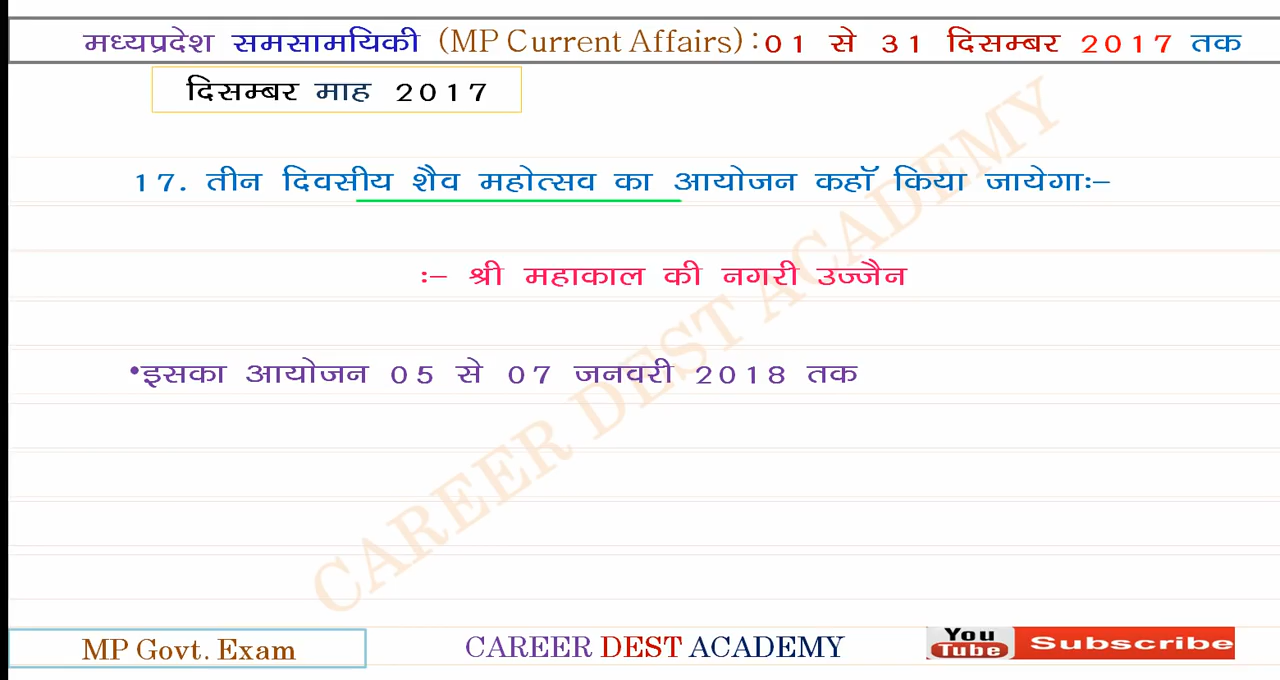 मध्यप्रदेश समसामयिकी (MP Current Affairs) : 01 से 31 दिसम्बर 2017 तक
दिसम्बर माह 2017
17. तीन दिवसीय शैव महोत्सव का आयोजन कहाँ किया जायेगाः–
ः– श्री महाकाल की नगरी उज्जैन
•इसका आयोजन 05 से 07 जनवरी 2018 तक
CAREER DEST ACADEMY
MP Govt. Exam
CAREER DEST ACADEMY
You Tube Subscribe